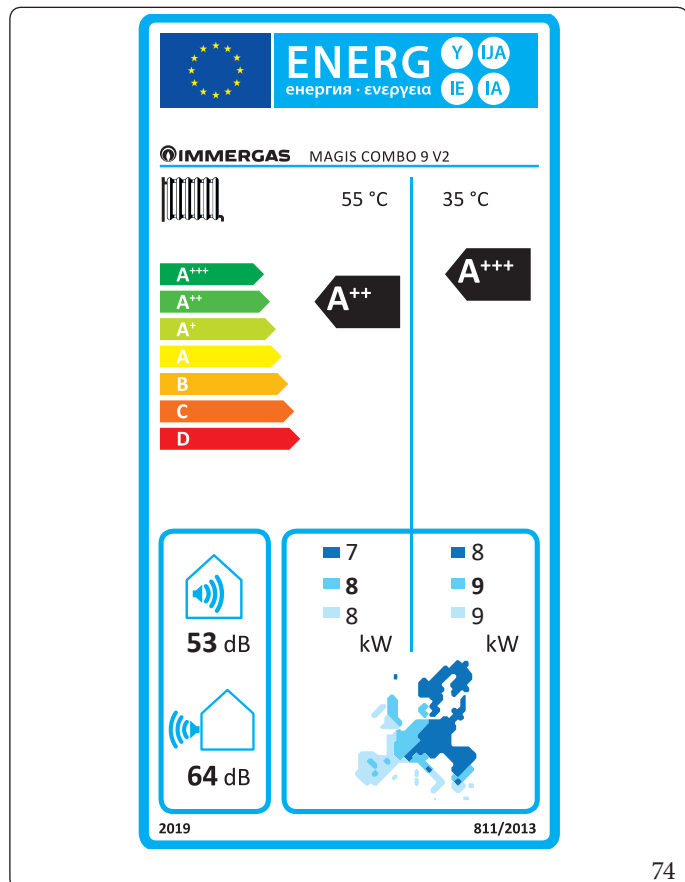 ENERG Y IJA
енергия · ενεργεια IE IA
IMMERGAS MAGIS COMBO 9 V2
55 °C 35 °C
A+++
A++
A+
A
B
C
D
A++
A+++
53 dB
64 dB
7 8
8 9
8 9
kW kW
2019 811/2013
74